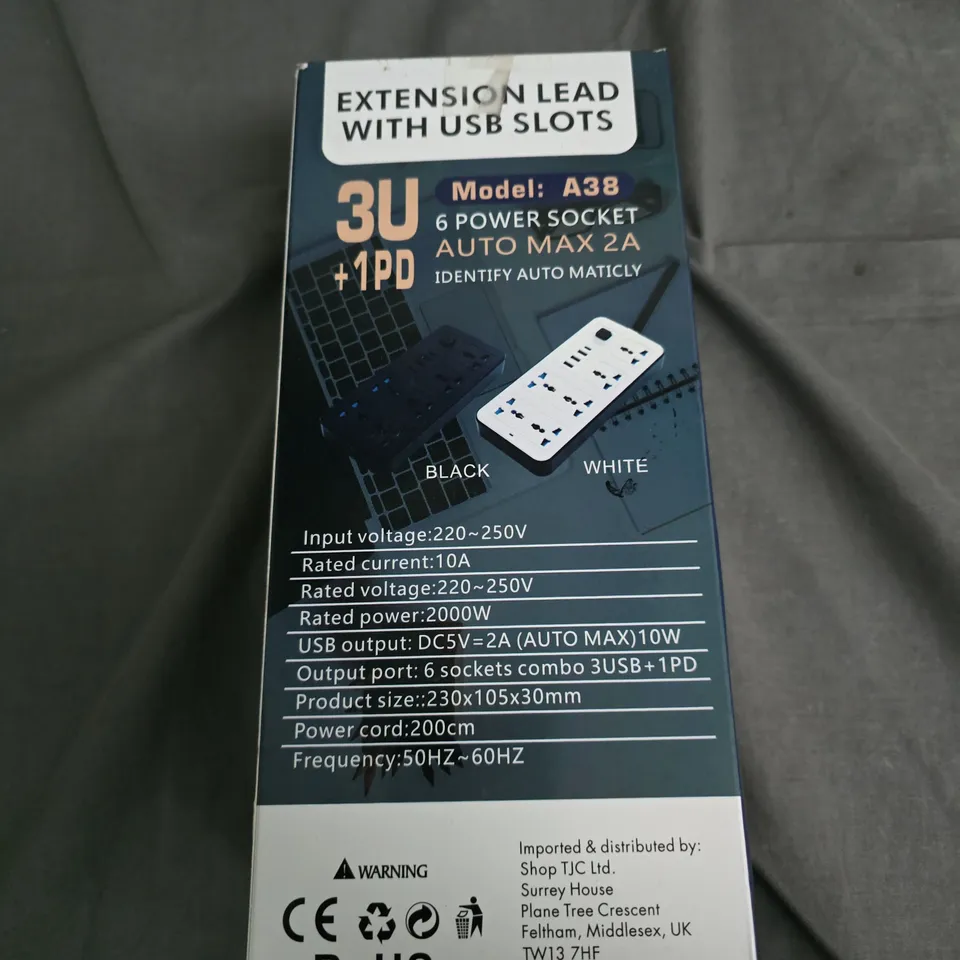 EXTENSION LEAD
WITH USB SLOTS
3U
+1PD
Model: A38
6 POWER SOCKET
AUTO MAX 2A
IDENTIFY AUTO MATICLY
BLACK
WHITE
Input voltage:220~250V
Rated current:10A
Rated voltage:220~250V
Rated power:2000W
USB output: DC5V=2A (AUTO MAX)10W
Output port: 6 sockets combo 3USB+1PD
Product size::230x105x30mm
Power cord:200cm
Frequency:50HZ~60HZ
WARNING
CE
Imported & distributed by:
Shop TJC Ltd.
Surrey House
Plane Tree Crescent
Feltham, Middlesex, UK
TW13 7HF